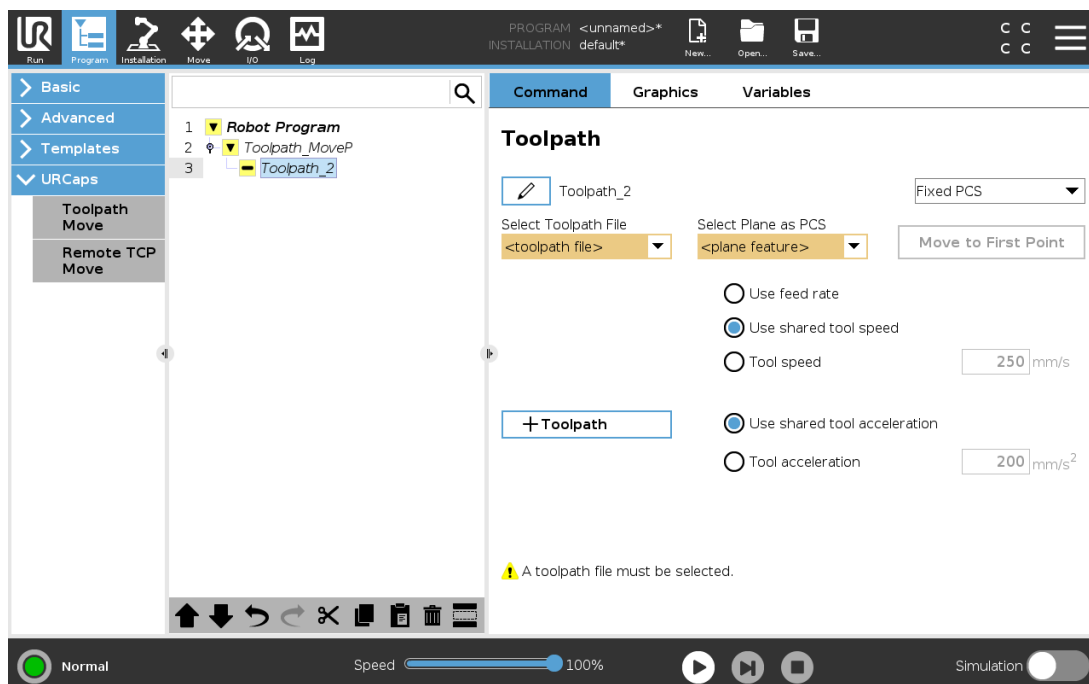 PROGRAM <unnamed>*
INSTALLATION default*
UR
Run
Program
Installation
Move
I/O
Log
New...
Open...
Save...
C C
C C
Basic
Advanced
Templates
URCaps
Toolpath
Move
Remote TCP
Move
1 Robot Program
2 Toolpath_MoveP
3 Toolpath_2
Command Graphics Variables
Toolpath
Toolpath_2
Fixed PCS
Select Toolpath File
<toolpath file>
Select Plane as PCS
<plane feature>
Move to First Point
Use feed rate
Use shared tool speed
Tool speed 250 mm/s
+Toolpath
Use shared tool acceleration
Tool acceleration 200 mm/s2
A toolpath file must be selected.
Normal
Speed 100%
Simulation